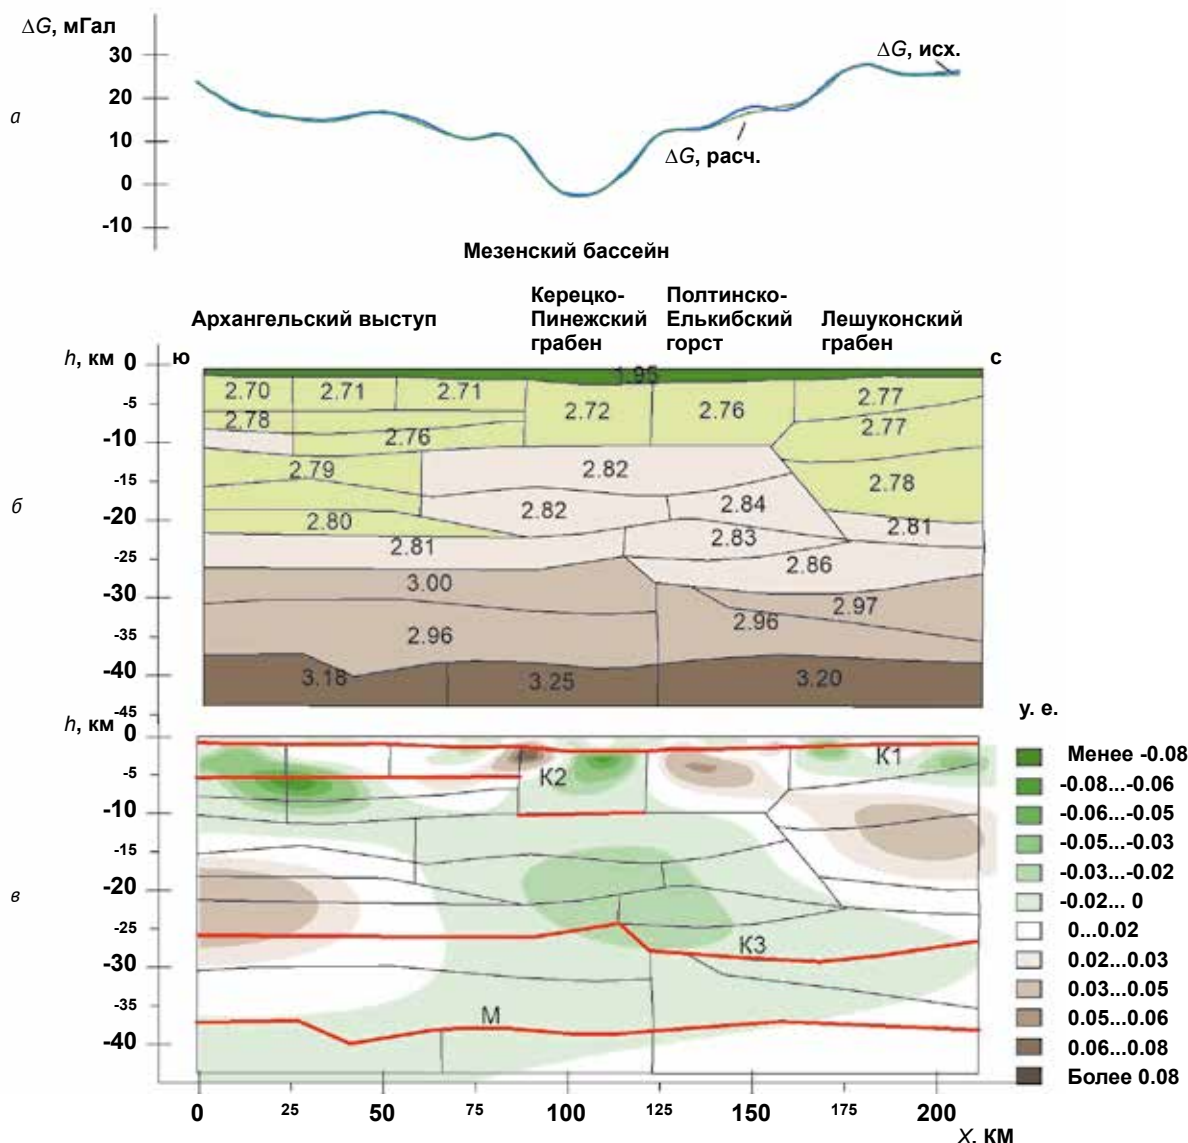 ΔG, мГал
30
20
10
0
-10
а
ΔG, исх.
ΔG, расч.
Мезенский бассейн
Архангельский выступ
Керецко-
Пинежский
грабен
Полтинско-
Елькибский
горст
Лешуконский
грабен
h, км 0
ю
с
-5
-10
-15
-20
-25
-30
-35
-40
-45
б
1.95
2.70
2.71
2.71
2.72
2.76
2.77
2.78
2.76
2.77
2.79
2.82
2.78
2.82
2.84
2.80
2.83
2.81
2.81
2.86
3.00
2.97
2.96
2.96
3.18
3.25
3.20
h, км 0
-5
-10
-15
-20
-25
-30
-35
-40
в
К1
К2
К3
М
0 25 50 75 100 125 150 175 200
X, км
у. е.
Менее -0.08
-0.08...-0.06
-0.06...-0.05
-0.05...-0.03
-0.03...-0.02
-0.02... 0
0...0.02
0.02...0.03
0.03...0.05
0.05...0.06
0.06...0.08
Более 0.08